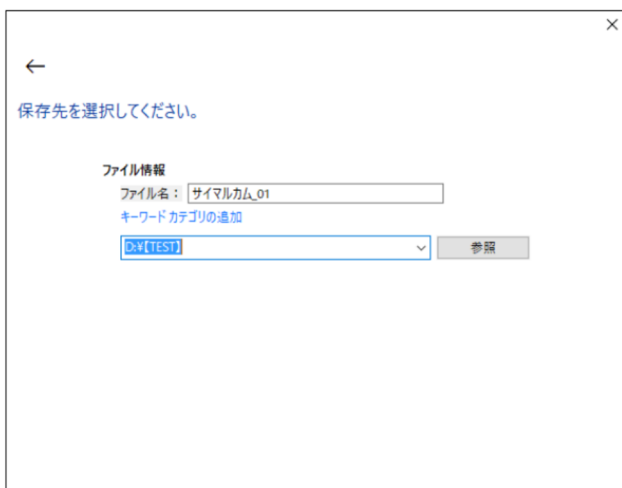 保存先を選択してください。
ファイル情報
ファイル名： サイマルカム_01
キーワード カテゴリの追加
D:¥【TEST】 参照